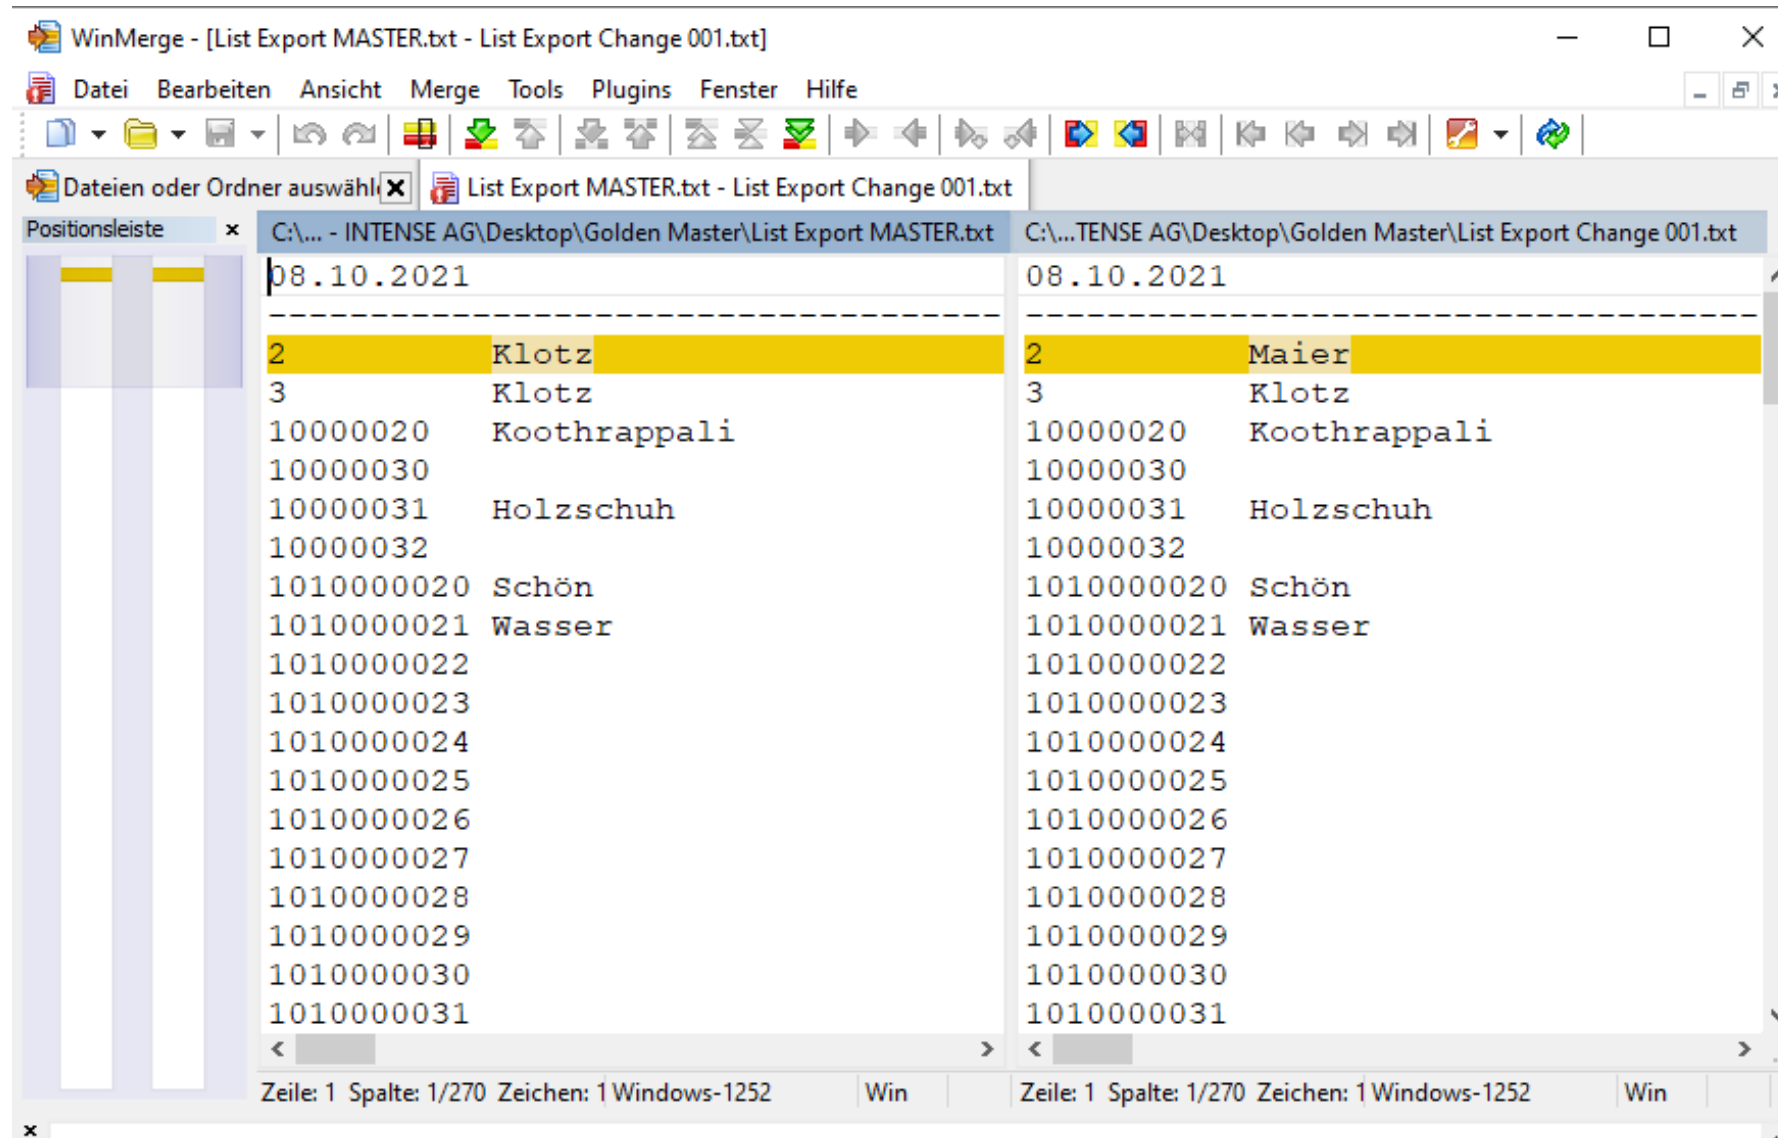 WinMerge - [List Export MASTER.txt - List Export Change 001.txt]
Datei Bearbeiten Ansicht Merge Tools Plugins Fenster Hilfe
Dateien oder Ordner auswähl List Export MASTER.txt - List Export Change 001.txt
Positionsleiste C:\... - INTENSE AG\Desktop\Golden Master\List Export MASTER.txt C:\...TENSE AG\Desktop\Golden Master\List Export Change 001.txt
08.10.2021 08.10.2021
------------------------------------ ------------------------------------
2 Klotz 2 Maier
3 Klotz 3 Klotz
10000020 Koothrappali 10000020 Koothrappali
10000030 10000030
10000031 Holzschuh 10000031 Holzschuh
10000032 10000032
1010000020 Schön 1010000020 Schön
1010000021 Wasser 1010000021 Wasser
1010000022 1010000022
1010000023 1010000023
1010000024 1010000024
1010000025 1010000025
1010000026 1010000026
1010000027 1010000027
1010000028 1010000028
1010000029 1010000029
1010000030 1010000030
1010000031 1010000031
Zeile: 1 Spalte: 1/270 Zeichen: 1 Windows-1252 Win Zeile: 1 Spalte: 1/270 Zeichen: 1 Windows-1252 Win